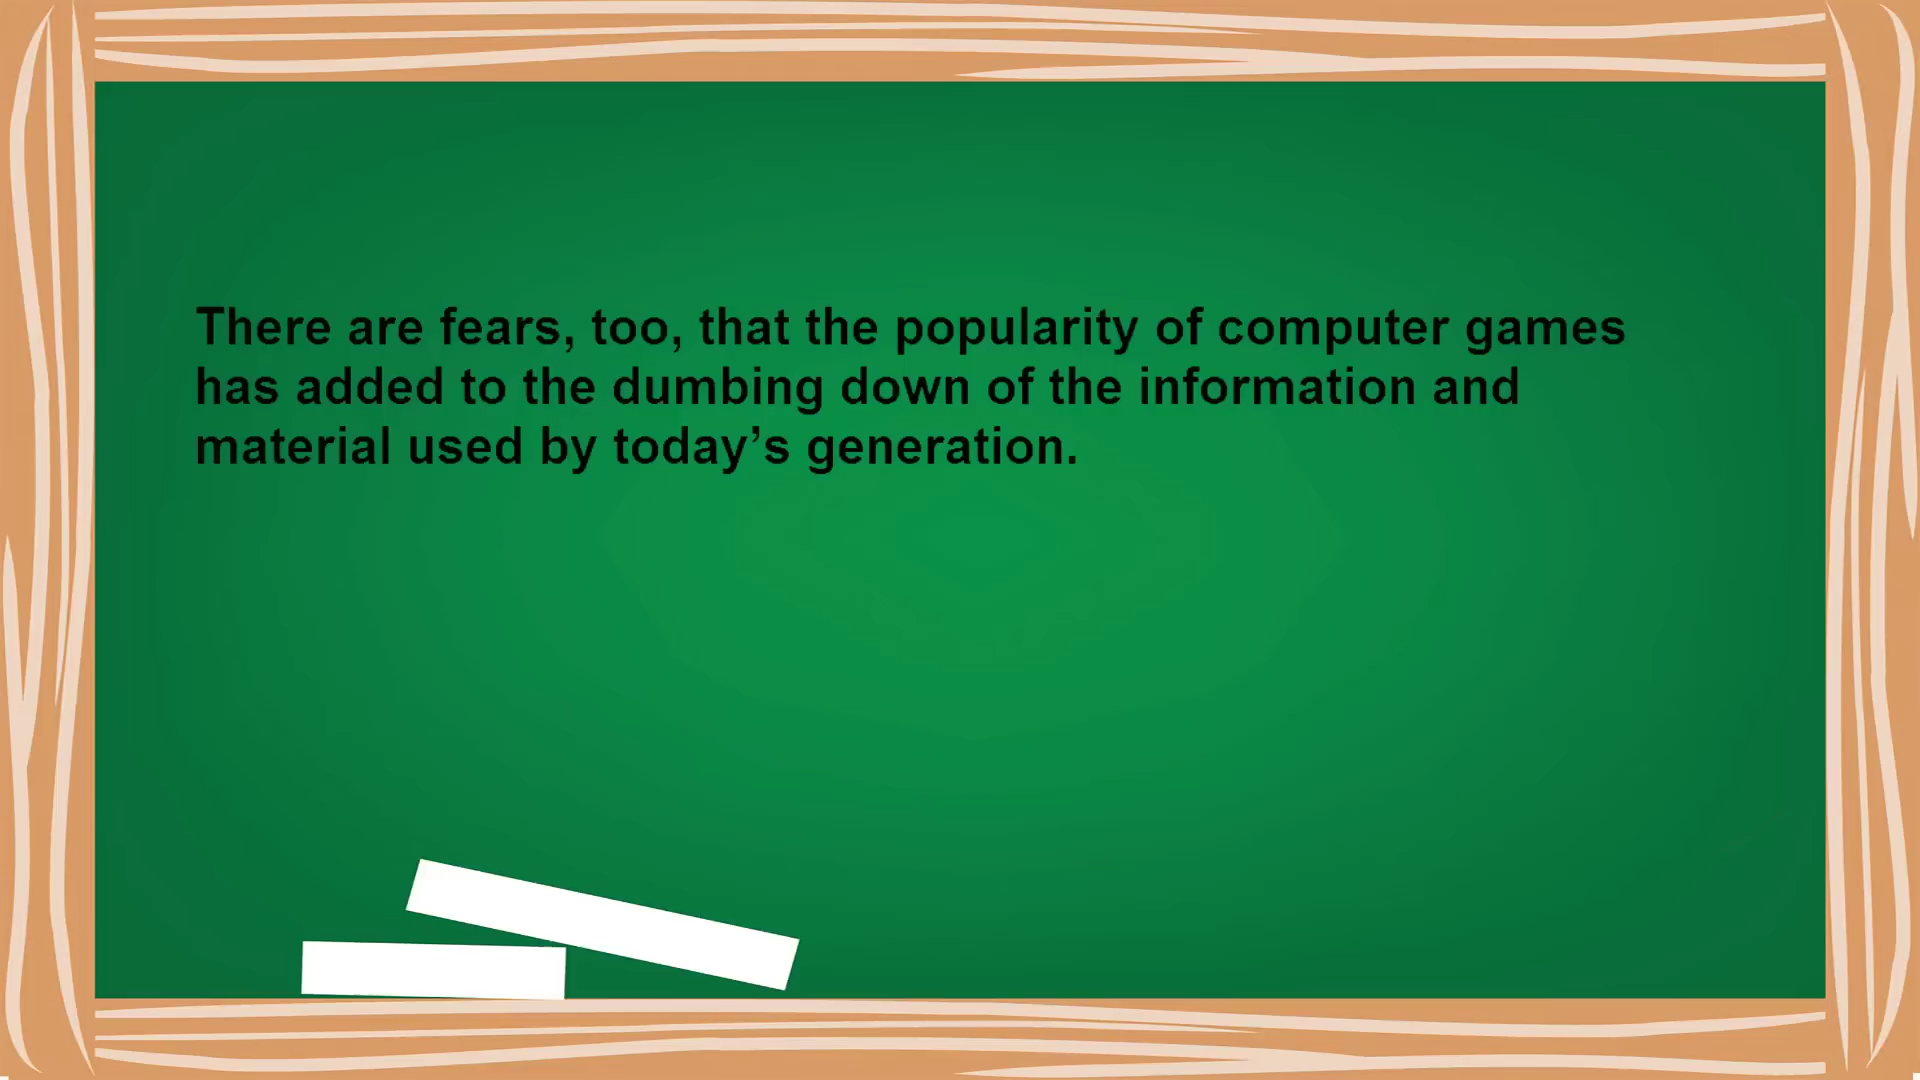 There are fears, too, that the popularity of computer games
has added to the dumbing down of the information and
material used by today’s generation.